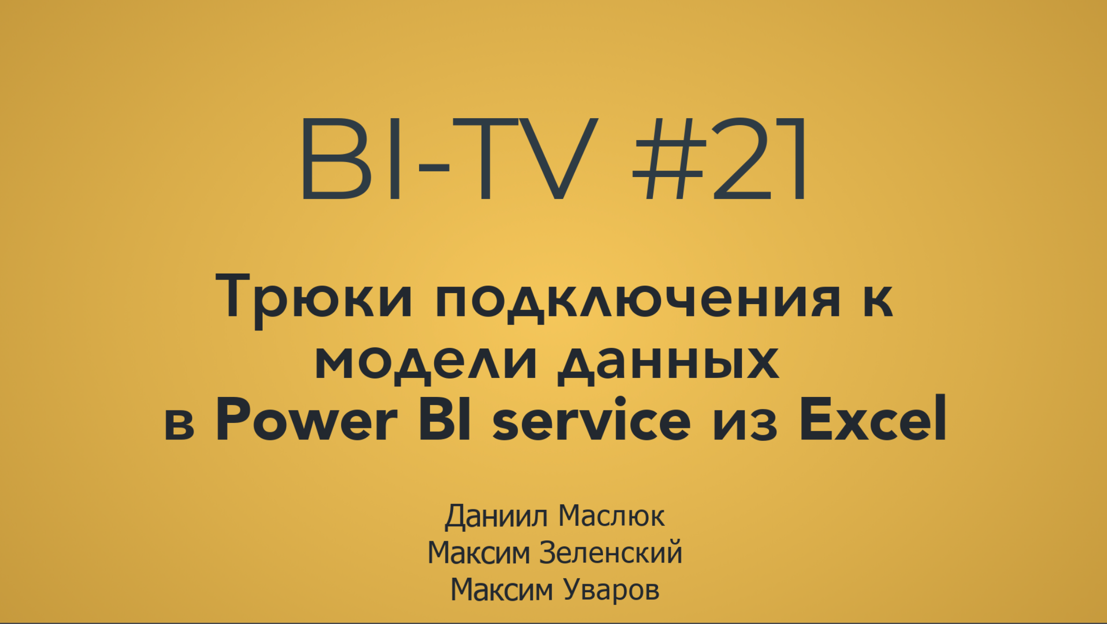 BI-TV #21
Трюки подключения к
модели данных
в Power BI service из Excel
Даниил Маслюк
Максим Зеленский
Максим Уваров